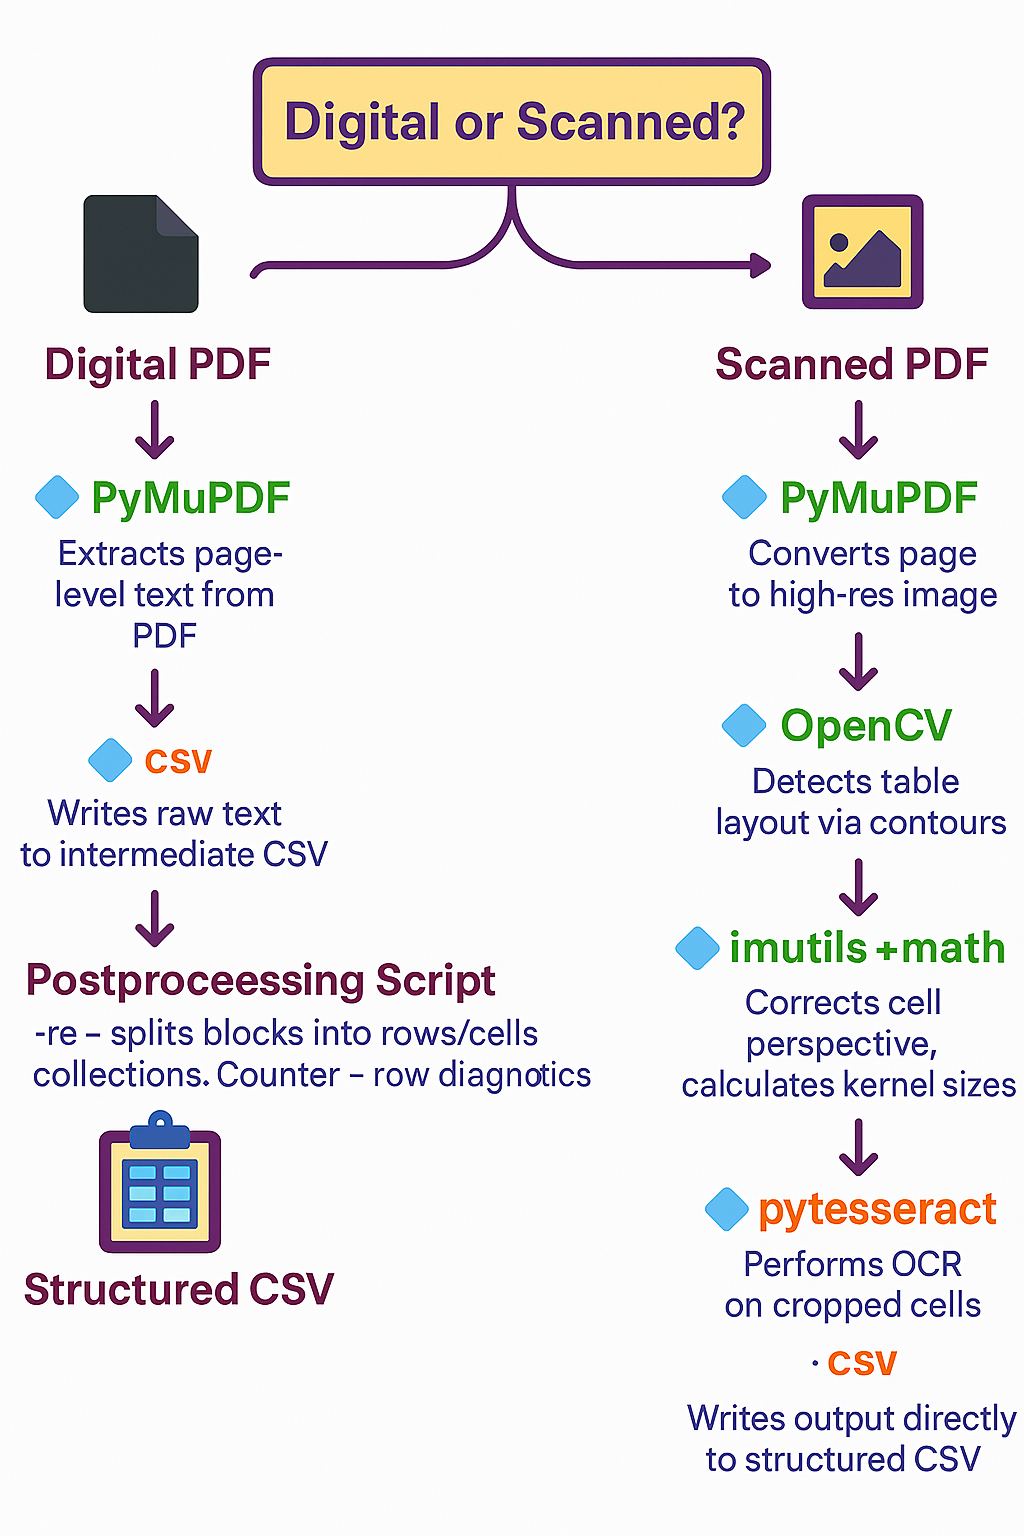 Digital or Scanned?
Digital PDF
PyMuPDF
Extracts page-
level text from
PDF
csv
Writes raw text
to intermediate CSV
Postproceessing Script
-re – splits blocks into rows/cells
collections. Counter – row diagnotics
Structured CSV
Scanned PDF
PyMuPDF
Converts page
to high-res image
OpenCV
Detects table
layout via contours
imutils +math
Corrects cell
perspective,
calculates kernel sizes
pytesseract
Performs OCR
on cropped cells
· csv
Writes output directly
to structured CSV